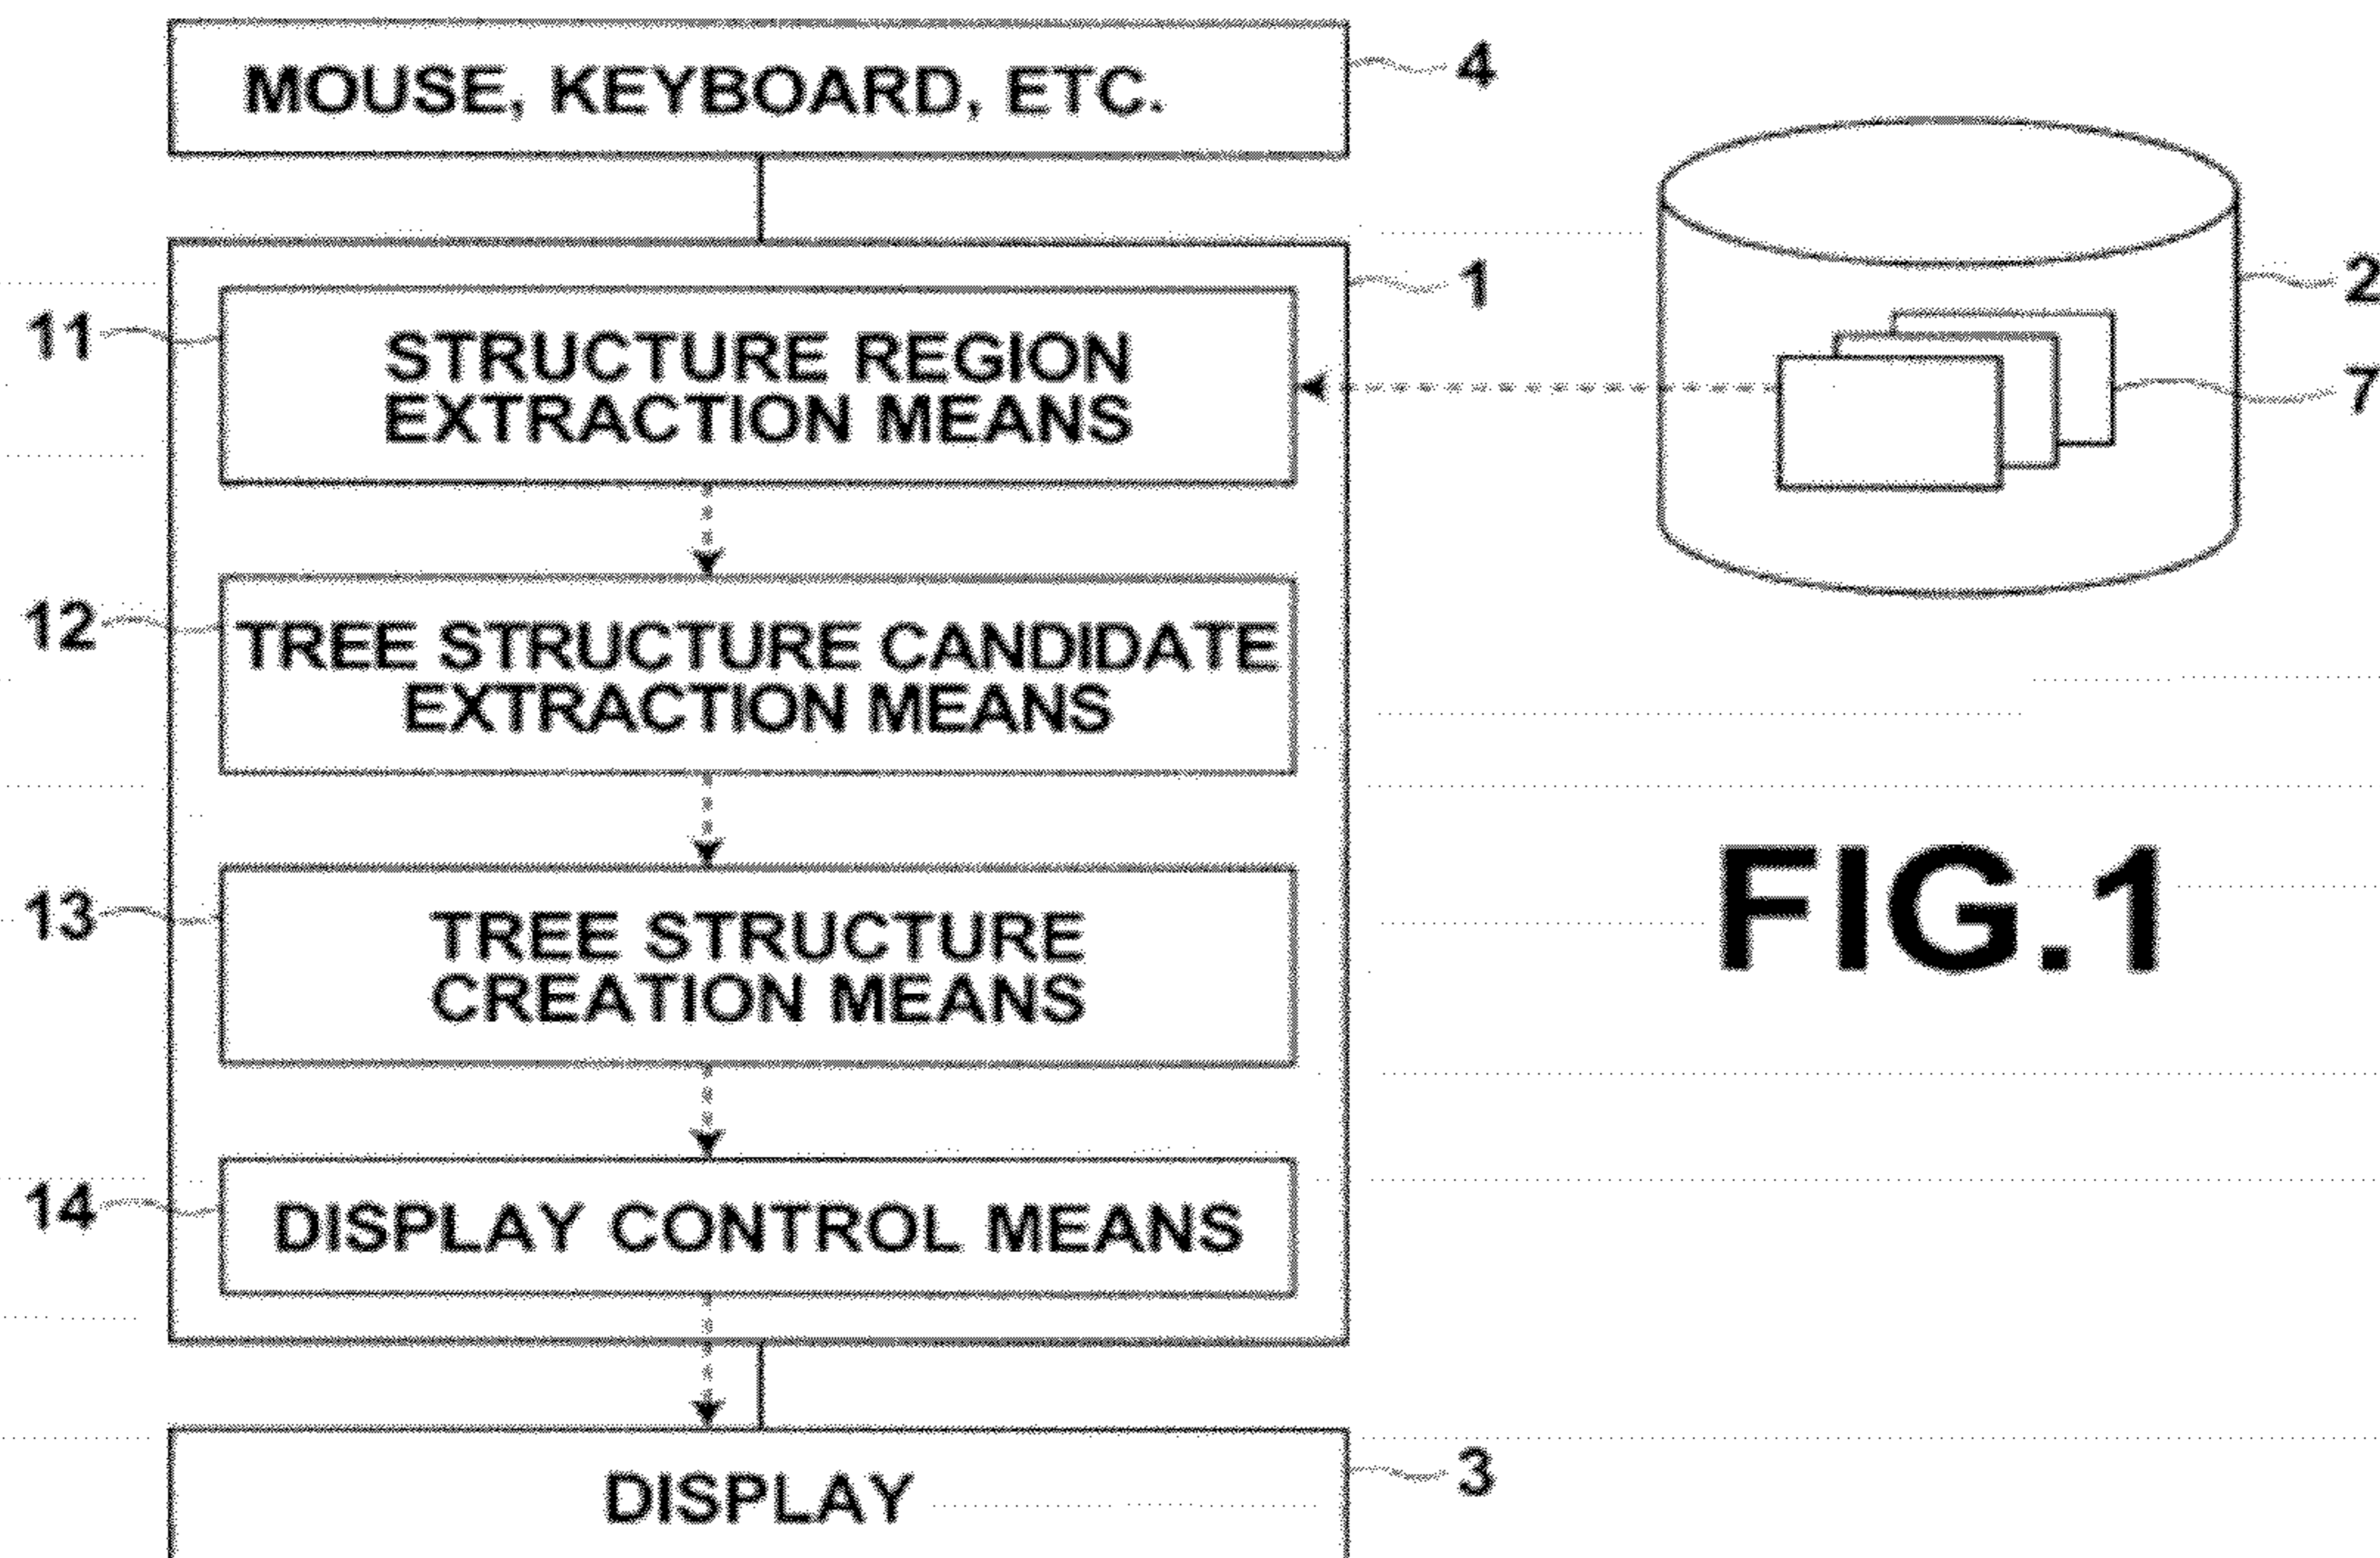 MOUSE, KEYBOARD, ETC.
4
1
2
11
STRUCTURE REGION
EXTRACTION MEANS
7
12
TREE STRUCTURE CANDIDATE
EXTRACTION MEANS
FIG.1
13
TREE STRUCTURE
CREATION MEANS
14
DISPLAY CONTROL MEANS
DISPLAY
3